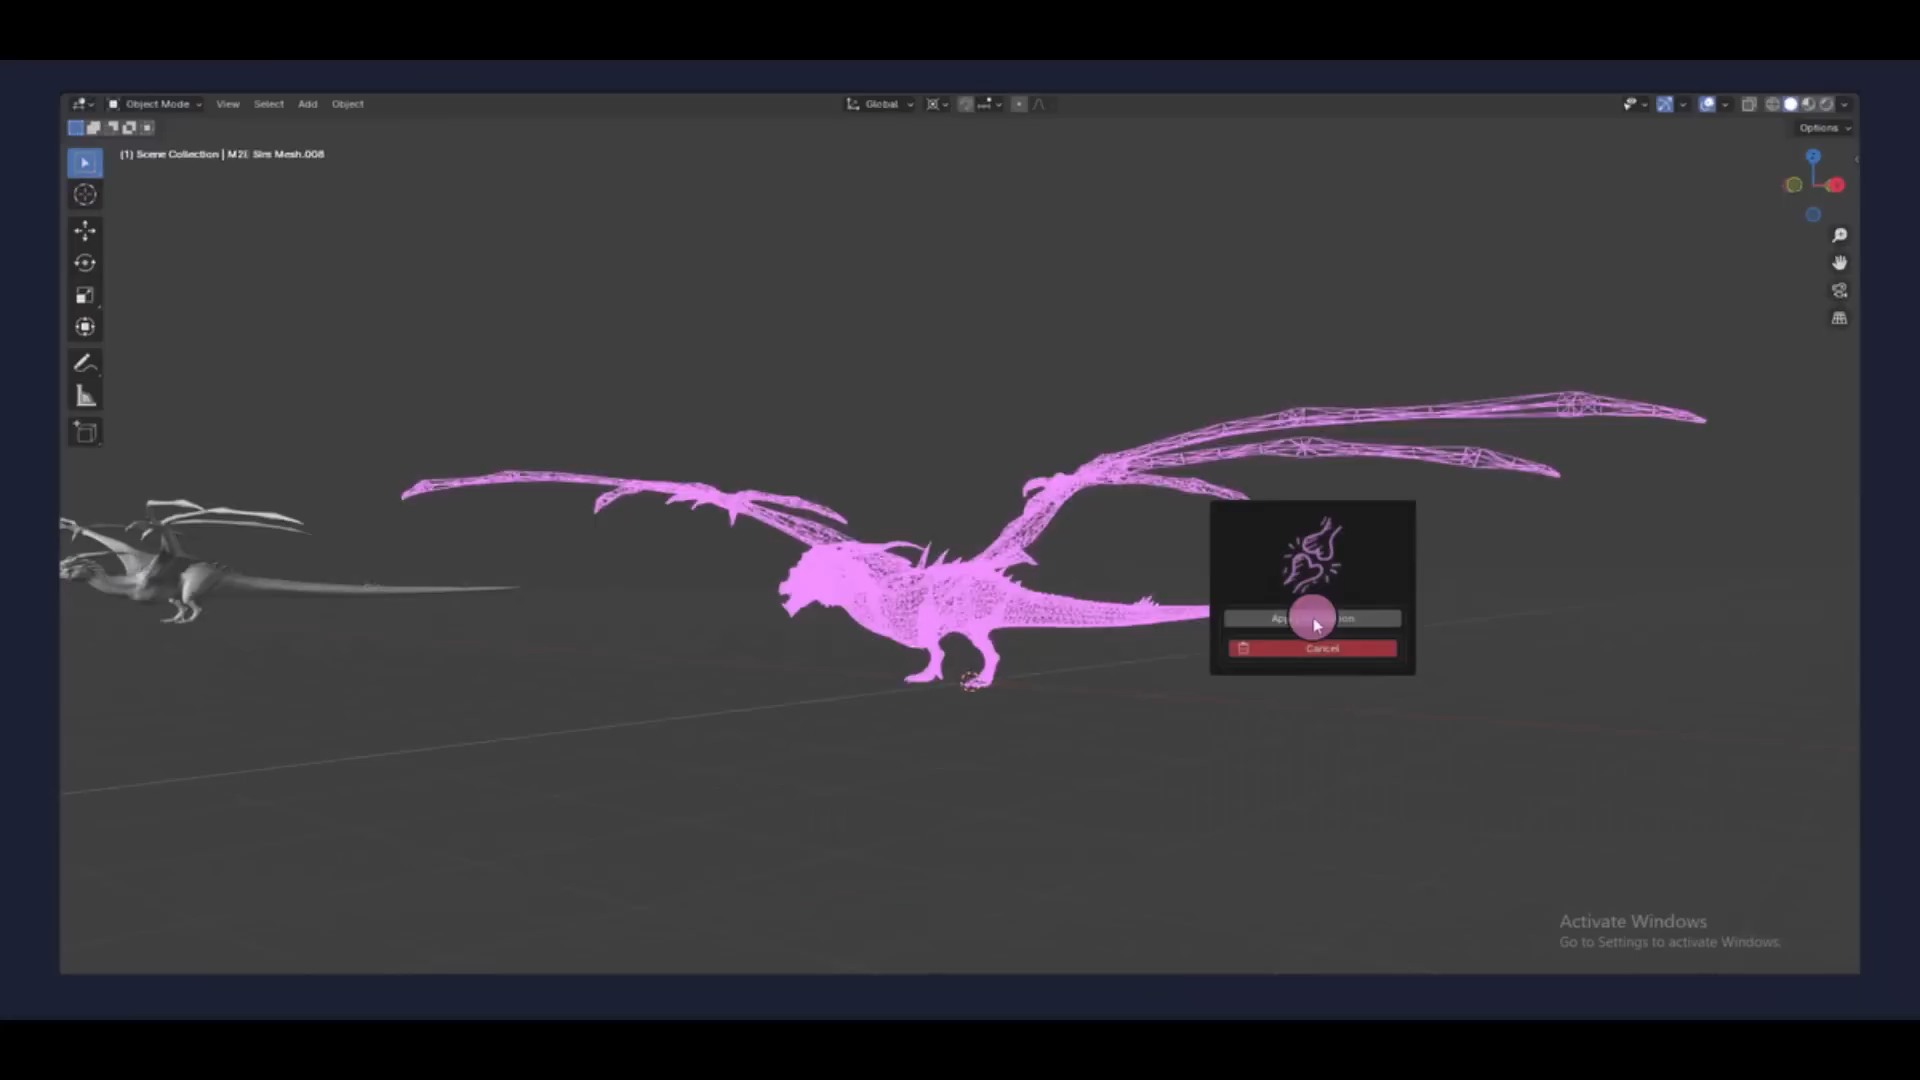 Object Mode View Select Add Object Global
Options
(1) Scene Collection | M2E Sim Mesh.008
Cancel
Activate Windows
Go to Settings to activate Windows.